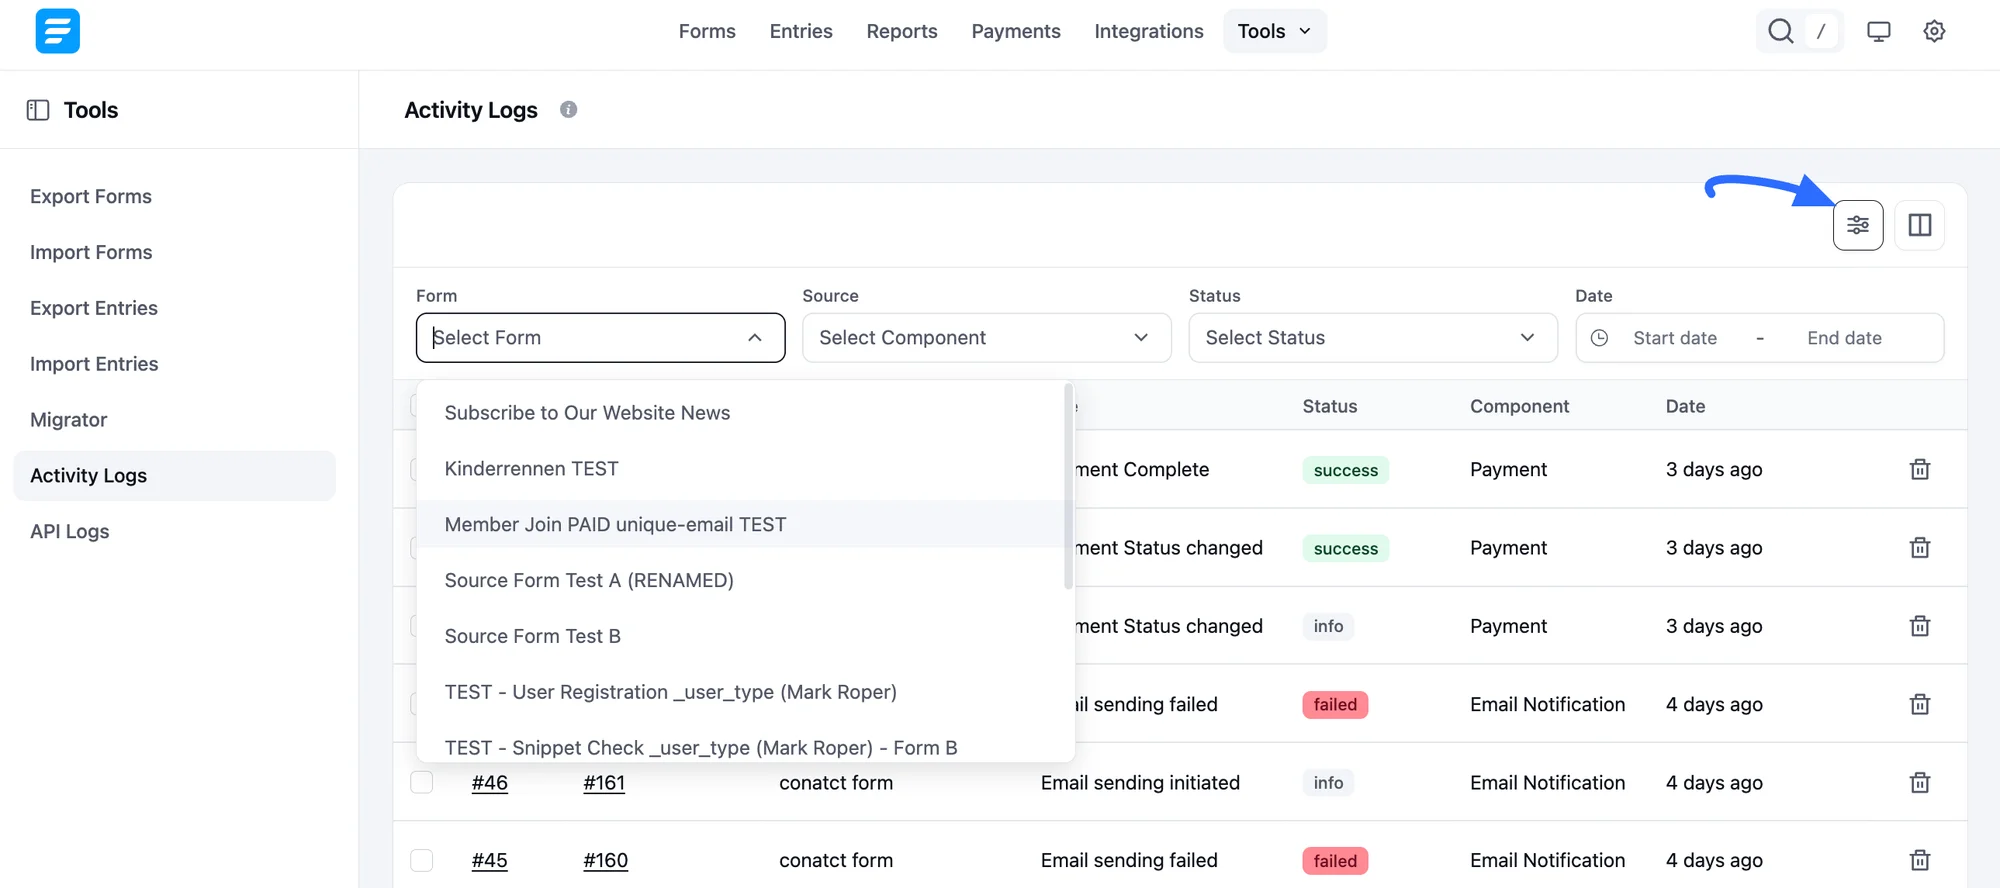 Forms Entries Reports Payments Integrations Tools /
Tools
Activity Logs
Export Forms
Import Forms
Export Entries
Import Entries
Migrator
Activity Logs
API Logs
Form Source Status Date
Select Form Select Component Select Status Start date - End date
Status Component Date
Subscribe to Our Website News
Kinderrennen TEST
Member Join PAID unique-email TEST
Source Form Test A (RENAMED)
Source Form Test B
TEST - User Registration _user_type (Mark Roper)
TEST - Snippet Check _user_type (Mark Roper) - Form B
ment Complete success Payment 3 days ago
ment Status changed success Payment 3 days ago
ment Status changed info Payment 3 days ago
il sending failed failed Email Notification 4 days ago
#46 #161 conatct form Email sending initiated info Email Notification 4 days ago
#45 #160 conatct form Email sending failed failed Email Notification 4 days ago